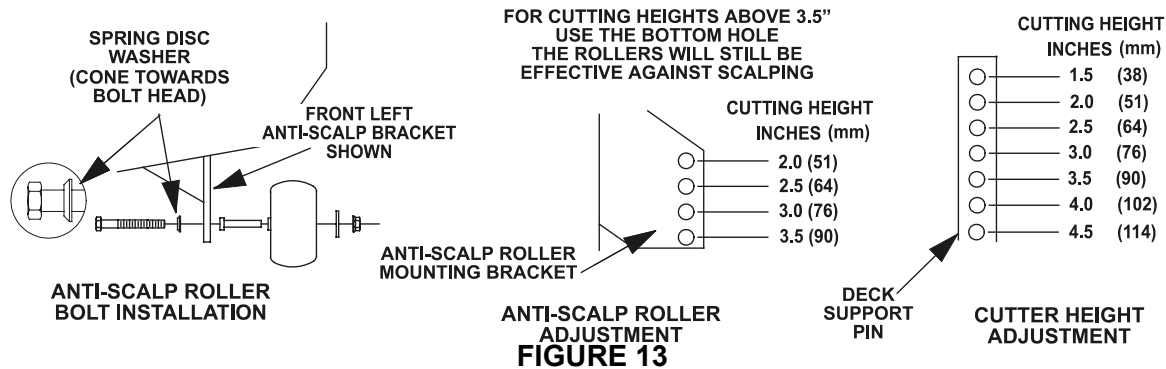 SPRING DISC
WASHER
(CONE TOWARDS
BOLT HEAD)
FRONT LEFT
ANTI-SCALP BRACKET
SHOWN
ANTI-SCALP ROLLER
BOLT INSTALLATION
FOR CUTTING HEIGHTS ABOVE 3.5”
USE THE BOTTOM HOLE
THE ROLLERS WILL STILL BE
EFFECTIVE AGAINST SCALPING
CUTTING HEIGHT
INCHES (mm)
2.0 (51)
2.5 (64)
3.0 (76)
3.5 (90)
ANTI-SCALP ROLLER
MOUNTING BRACKET
ANTI-SCALP ROLLER
ADJUSTMENT
CUTTING HEIGHT
INCHES (mm)
1.5 (38)
2.0 (51)
2.5 (64)
3.0 (76)
3.5 (90)
4.0 (102)
4.5 (114)
DECK
SUPPORT
PIN
CUTTER HEIGHT
ADJUSTMENT
FIGURE 13